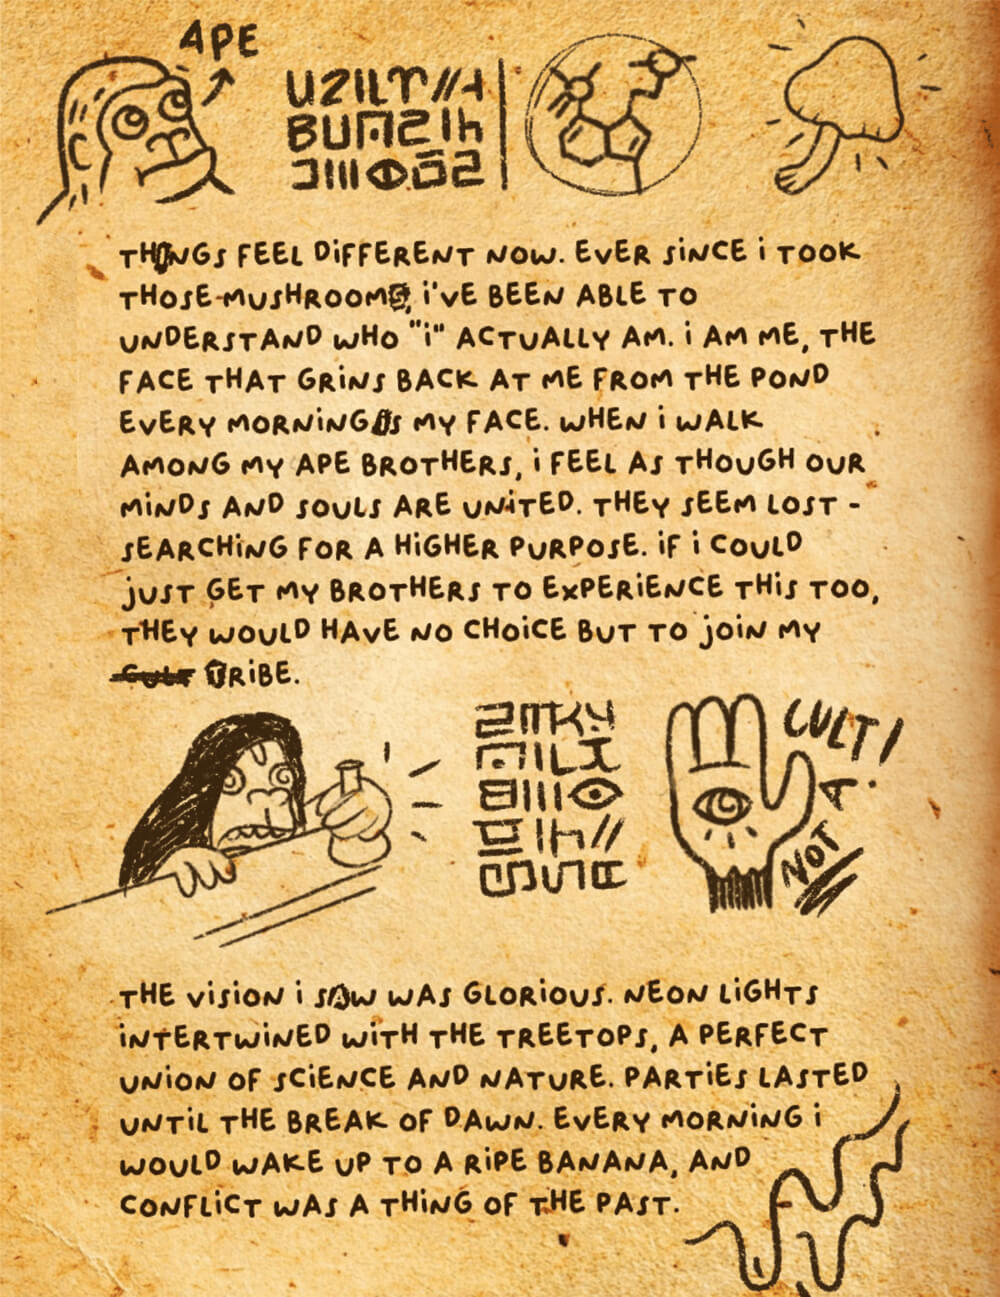 APE
THINGS FEEL DIFFERENT NOW. EVER SINCE I TOOK
THOSE MUSHROOMS, I'VE BEEN ABLE TO
UNDERSTAND WHO "I" ACTUALLY AM. I AM ME, THE
FACE THAT GRINS BACK AT ME FROM THE POND
EVERY MORNING IS MY FACE. WHEN I WALK
AMONG MY APE BROTHERS, I FEEL AS THOUGH OUR
MINDS AND SOULS ARE UNITED. THEY SEEM LOST -
SEARCHING FOR A HIGHER PURPOSE. IF I COULD
JUST GET MY BROTHERS TO EXPERIENCE THIS TOO,
THEY WOULD HAVE NO CHOICE BUT TO JOIN MY
CULT TRIBE.
NOT A CULT!
THE VISION I SAW WAS GLORIOUS. NEON LIGHTS
INTERTWINED WITH THE TREETOPS, A PERFECT
UNION OF SCIENCE AND NATURE. PARTIES LASTED
UNTIL THE BREAK OF DAWN. EVERY MORNING I
WOULD WAKE UP TO A RIPE BANANA, AND
CONFLICT WAS A THING OF THE PAST.